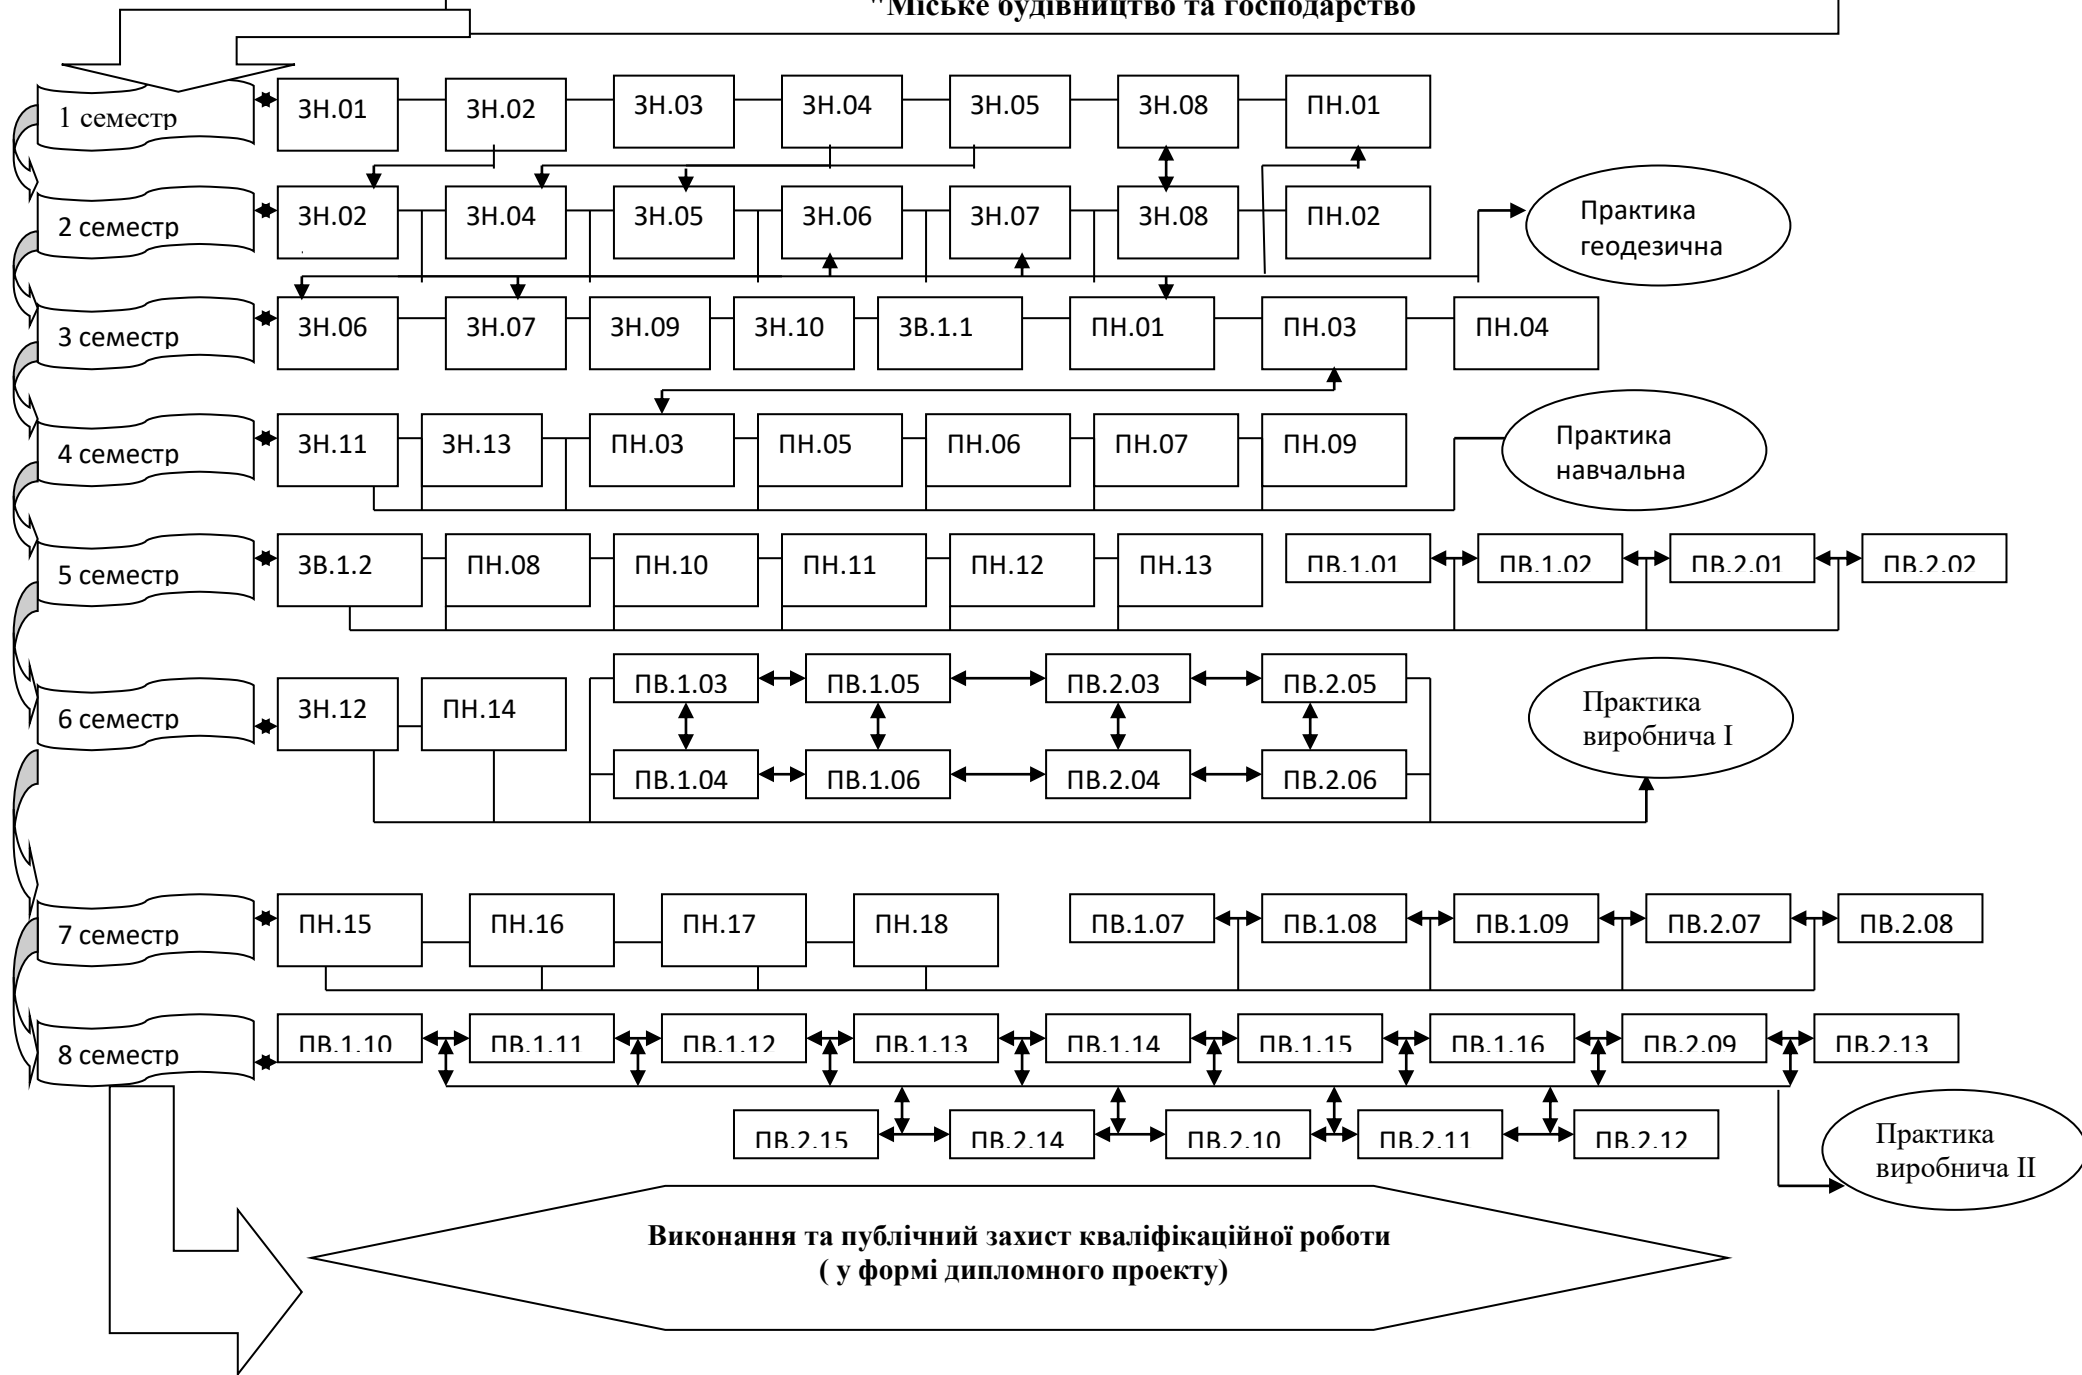 "Міське будівництво та господарство
1 семестр
ЗН.01 ЗН.02 ЗН.03 ЗН.04 ЗН.05 ЗН.08 ПН.01
2 семестр
ЗН.02 ЗН.04 ЗН.05 ЗН.06 ЗН.07 ЗН.08 ПН.02
Практика
геодезична
3 семестр
ЗН.06 ЗН.07 ЗН.09 ЗН.10 ЗВ.1.1 ПН.01 ПН.03 ПН.04
4 семестр
ЗН.11 ЗН.13 ПН.03 ПН.05 ПН.06 ПН.07 ПН.09
Практика
навчальна
5 семестр
ЗВ.1.2 ПН.08 ПН.10 ПН.11 ПН.12 ПН.13 ПВ.1.01 ПВ.1.02 ПВ.2.01 ПВ.2.02
6 семестр
ЗН.12 ПН.14
ПВ.1.03 ПВ.1.05 ПВ.2.03 ПВ.2.05
ПВ.1.04 ПВ.1.06 ПВ.2.04 ПВ.2.06
Практика
виробнича І
7 семестр
ПН.15 ПН.16 ПН.17 ПН.18 ПВ.1.07 ПВ.1.08 ПВ.1.09 ПВ.2.07 ПВ.2.08
8 семестр
ПВ.1.10 ПВ.1.11 ПВ.1.12 ПВ.1.13 ПВ.1.14 ПВ.1.15 ПВ.1.16 ПВ.2.09 ПВ.2.13
ПВ.2.15 ПВ.2.14 ПВ.2.10 ПВ.2.11 ПВ.2.12
Практика
виробнича ІІ
Виконання та публічний захист кваліфікаційної роботи
( у формі дипломного проекту)